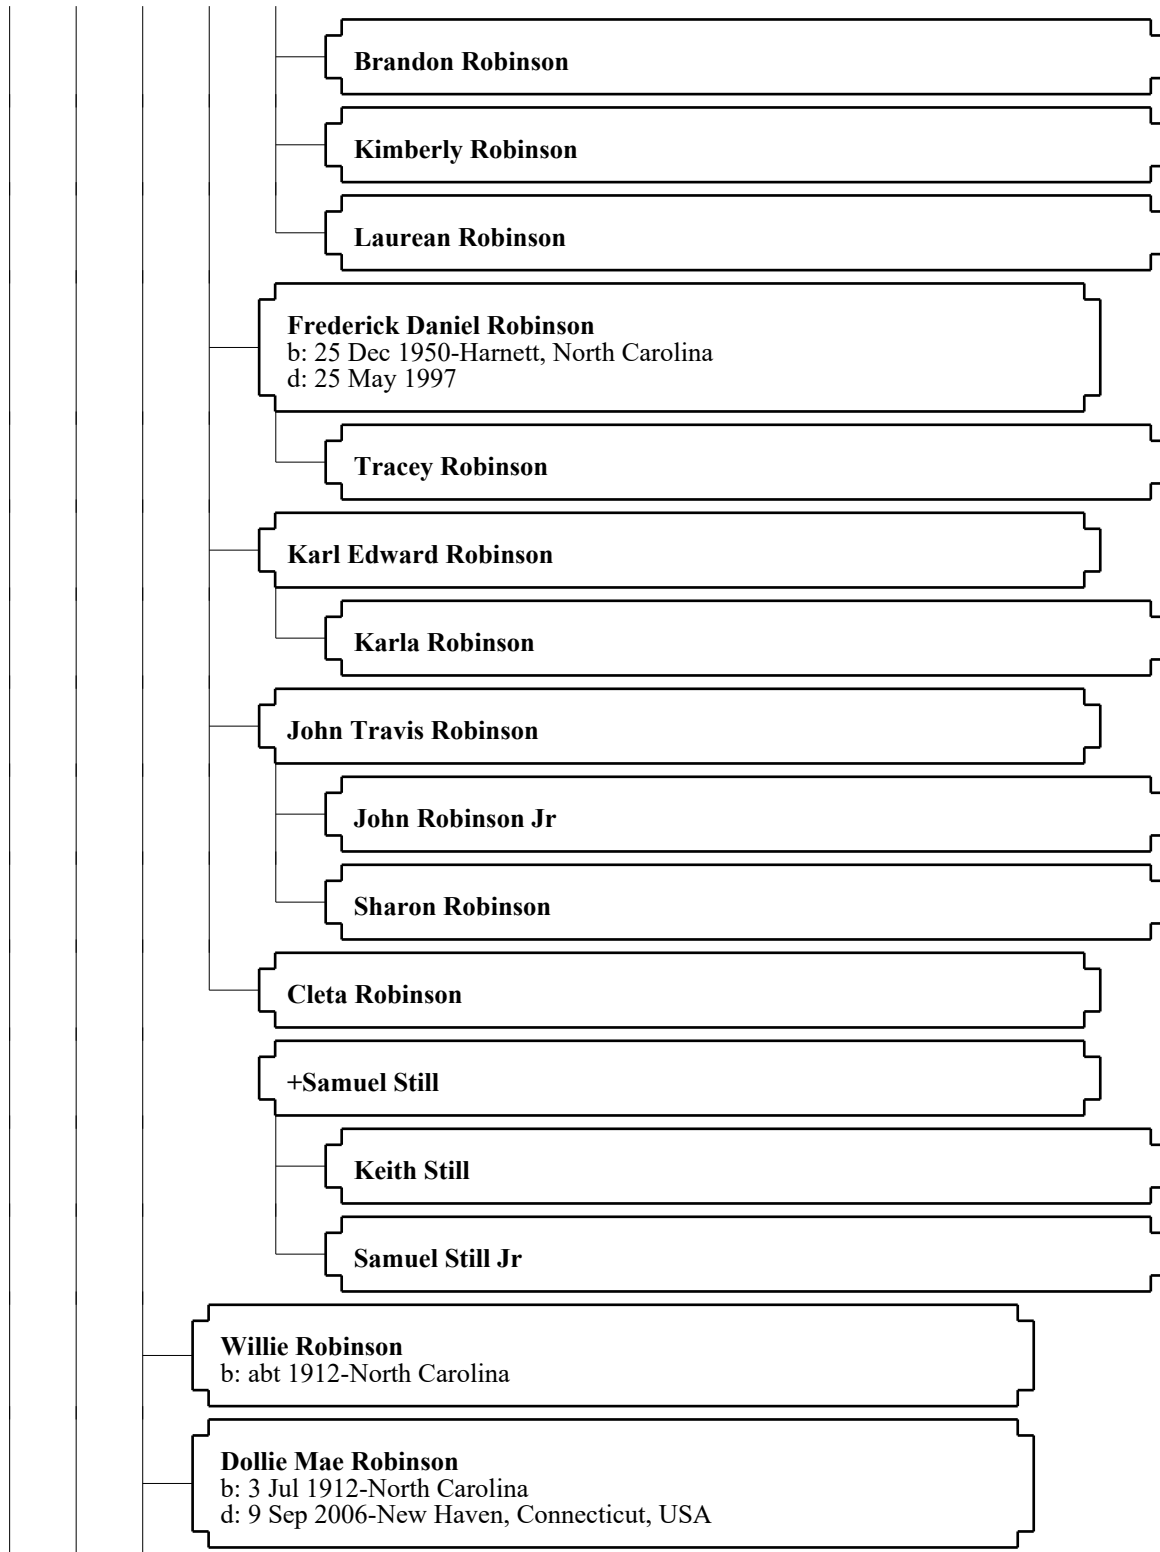 Brandon Robinson
Kimberly Robinson
Laurean Robinson
Frederick Daniel Robinson
b: 25 Dec 1950-Harnett, North Carolina
d: 25 May 1997
Tracey Robinson
Karl Edward Robinson
Karla Robinson
John Travis Robinson
John Robinson Jr
Sharon Robinson
Cleta Robinson
+Samuel Still
Keith Still
Samuel Still Jr
Willie Robinson
b: abt 1912-North Carolina
Dollie Mae Robinson
b: 3 Jul 1912-North Carolina
d: 9 Sep 2006-New Haven, Connecticut, USA